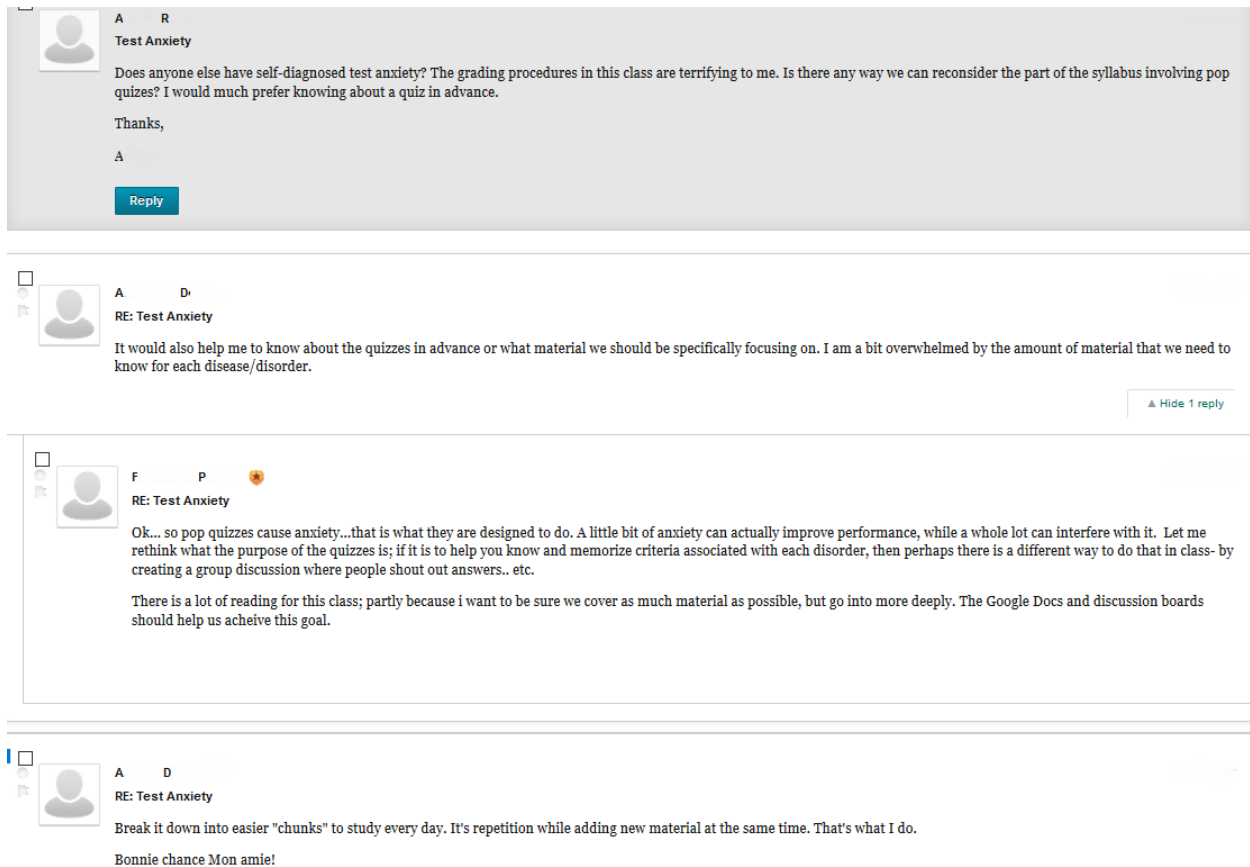 A R
Test Anxiety
Does anyone else have self-diagnosed test anxiety? The grading procedures in this class are terrifying to me. Is there any way we can reconsider the part of the syllabus involving pop
quizes? I would much prefer knowing about a quiz in advance.
Thanks,
A
Reply
A D
RE: Test Anxiety
It would also help me to know about the quizzes in advance or what material we should be specifically focusing on. I am a bit overwhelmed by the amount of material that we need to
know for each disease/disorder.
▲ Hide 1 reply
F P
RE: Test Anxiety
Ok... so pop quizzes cause anxiety...that is what they are designed to do. A little bit of anxiety can actually improve performance, while a whole lot can interfere with it. Let me
rethink what the purpose of the quizzes is; if it is to help you know and memorize criteria associated with each disorder, then perhaps there is a different way to do that in class- by
creating a group discussion where people shout out answers.. etc.
There is a lot of reading for this class; partly because i want to be sure we cover as much material as possible, but go into more deeply. The Google Docs and discussion boards
should help us acheive this goal.
A D
RE: Test Anxiety
Break it down into easier "chunks" to study every day. It's repetition while adding new material at the same time. That's what I do.
Bonnie chance Mon amie!